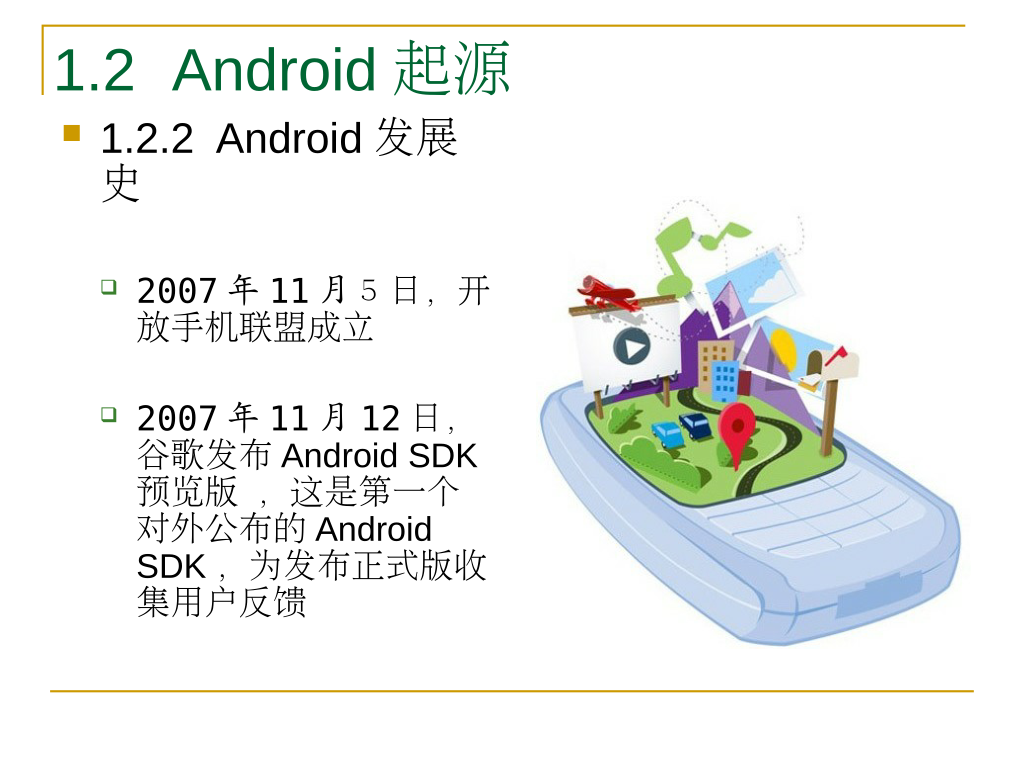 1.2 Android 起源
1.2.2 Android 发展
史
2007 年 11 月５日，开
放手机联盟成立
2007 年 11 月 12 日，
谷歌发布 Android SDK
预览版 ，这是第一个
对外公布的 Android
SDK ，为发布正式版收
集用户反馈